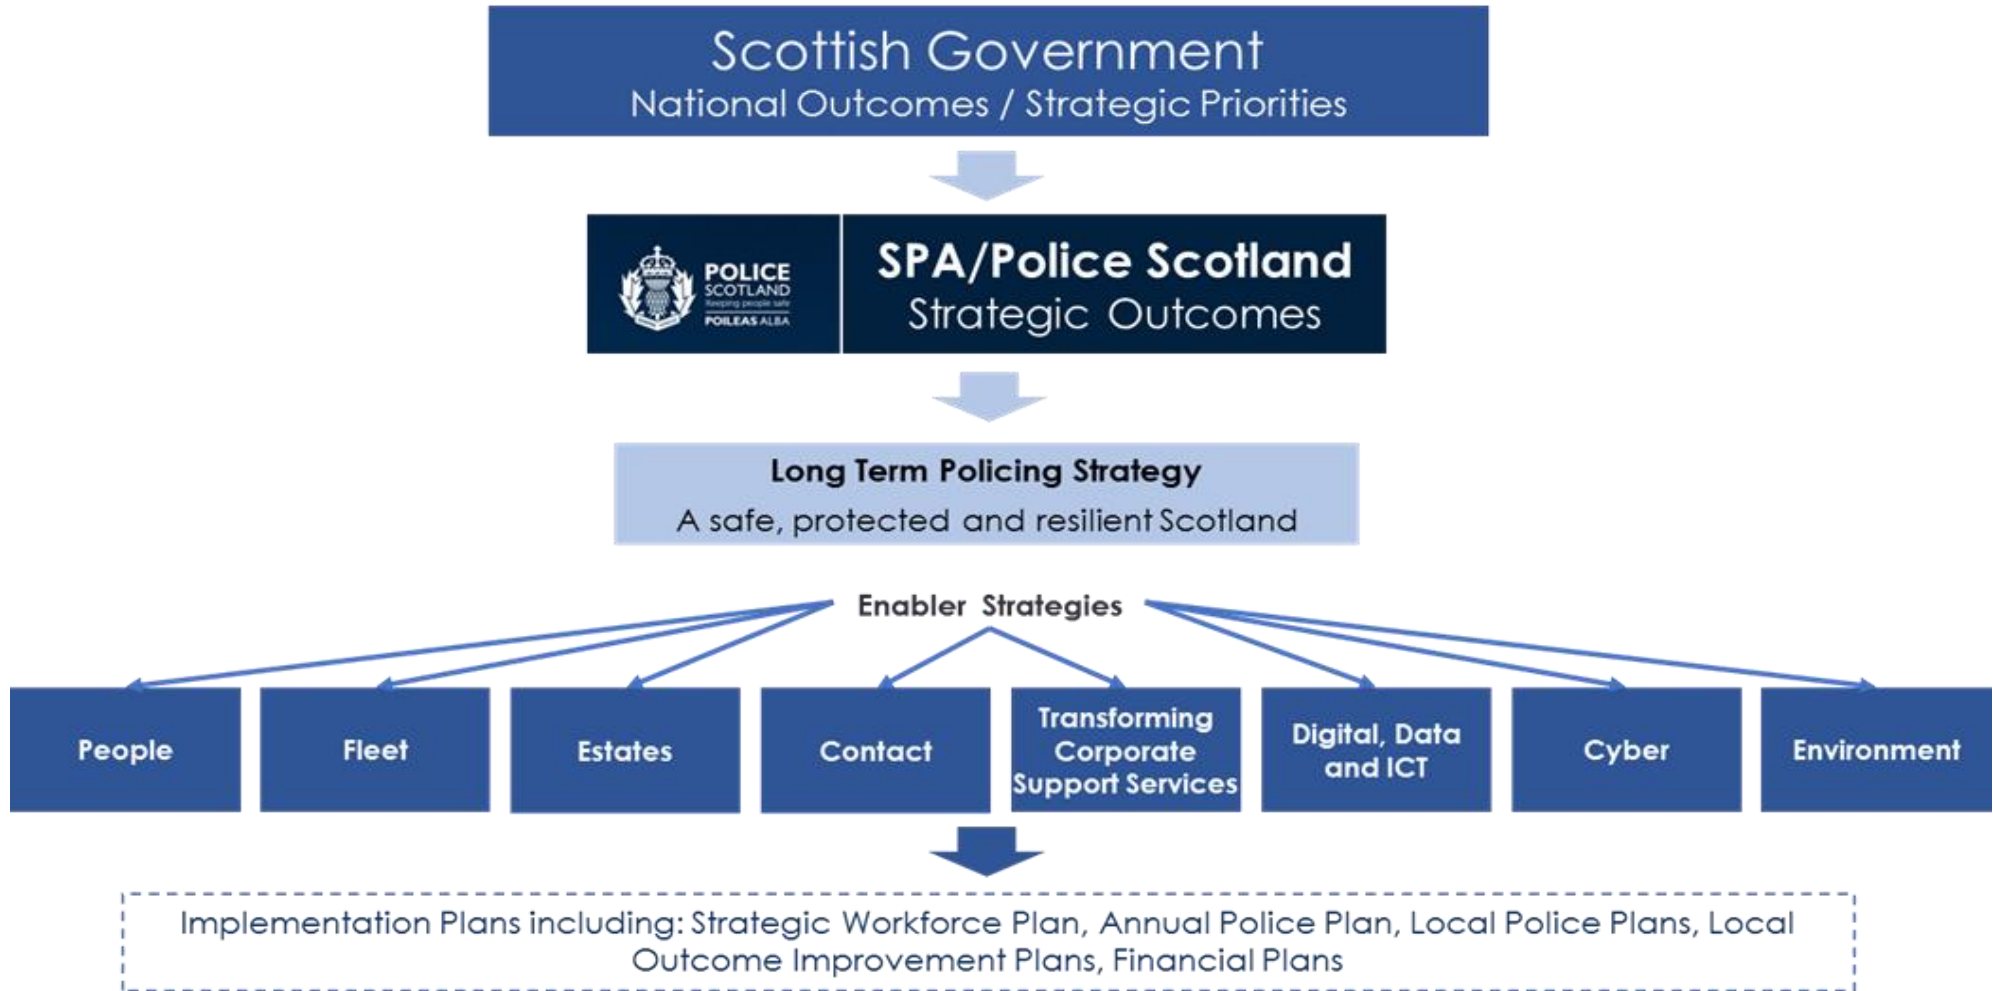 Scottish Government
National Outcomes / Strategic Priorities
POLICE
SCOTLAND
Keeping people safe
POILEAS ALBA
SPA/Police Scotland
Strategic Outcomes
Long Term Policing Strategy
A safe, protected and resilient Scotland
Enabler Strategies
People
Fleet
Estates
Contact
Transforming
Corporate
Support Services
Digital, Data
and ICT
Cyber
Environment
Implementation Plans including: Strategic Workforce Plan, Annual Police Plan, Local Police Plans, Local
Outcome Improvement Plans, Financial Plans